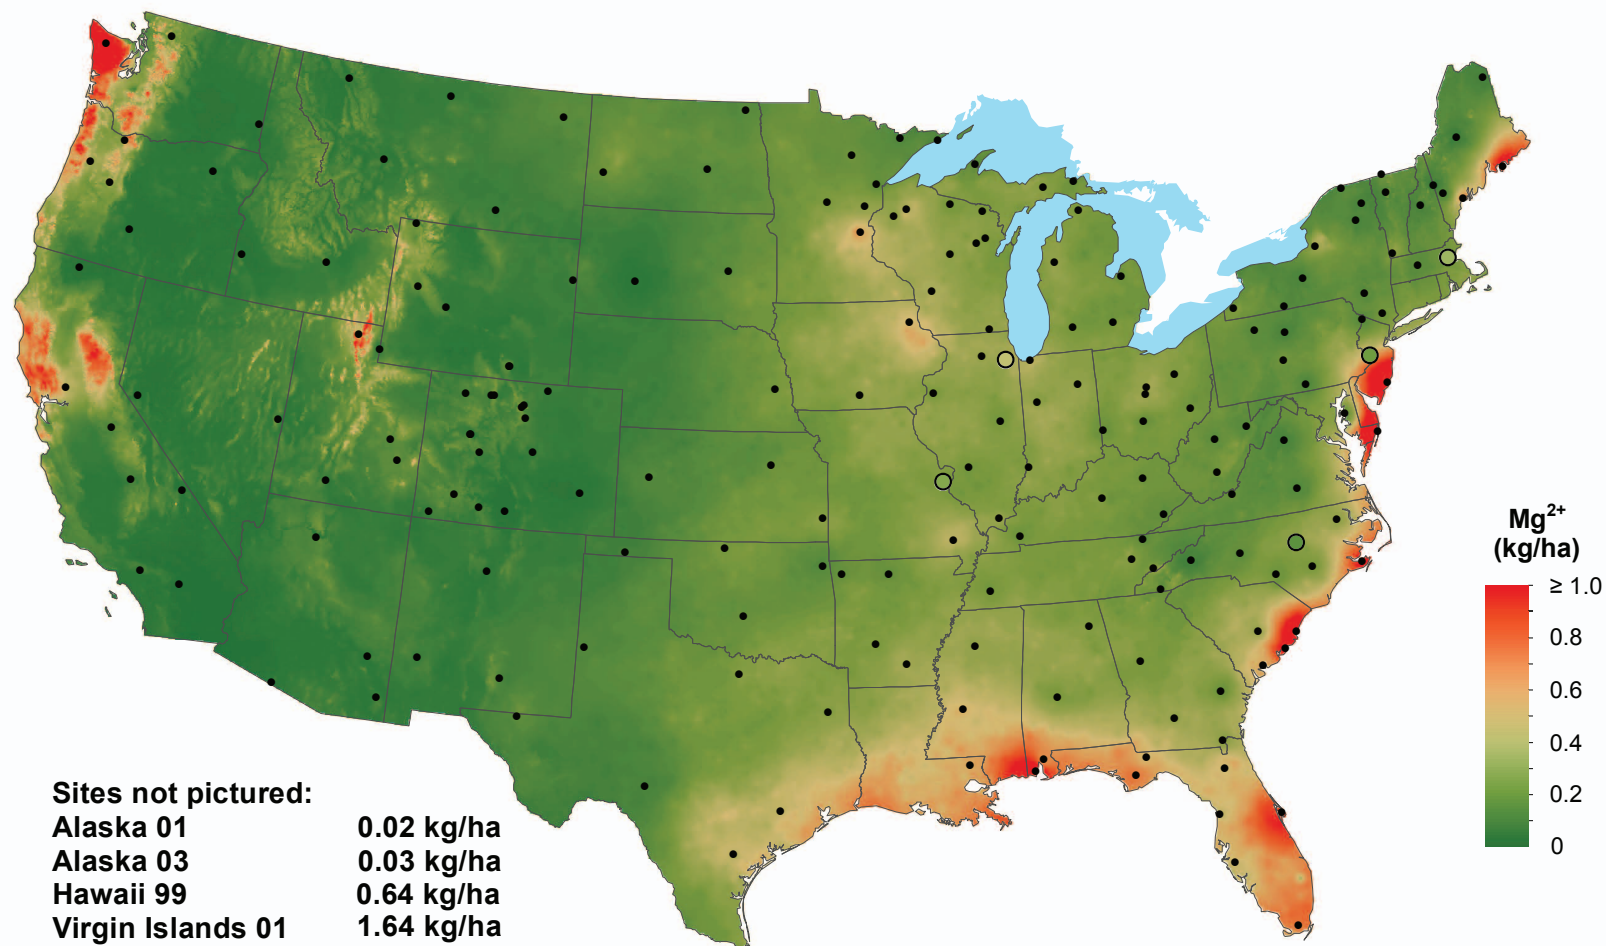 Mg2+
(kg/ha)
≥ 1.0
0.8
0.6
0.4
0.2
0
Sites not pictured:
Alaska 01 0.02 kg/ha
Alaska 03 0.03 kg/ha
Hawaii 99 0.64 kg/ha
Virgin Islands 01 1.64 kg/ha